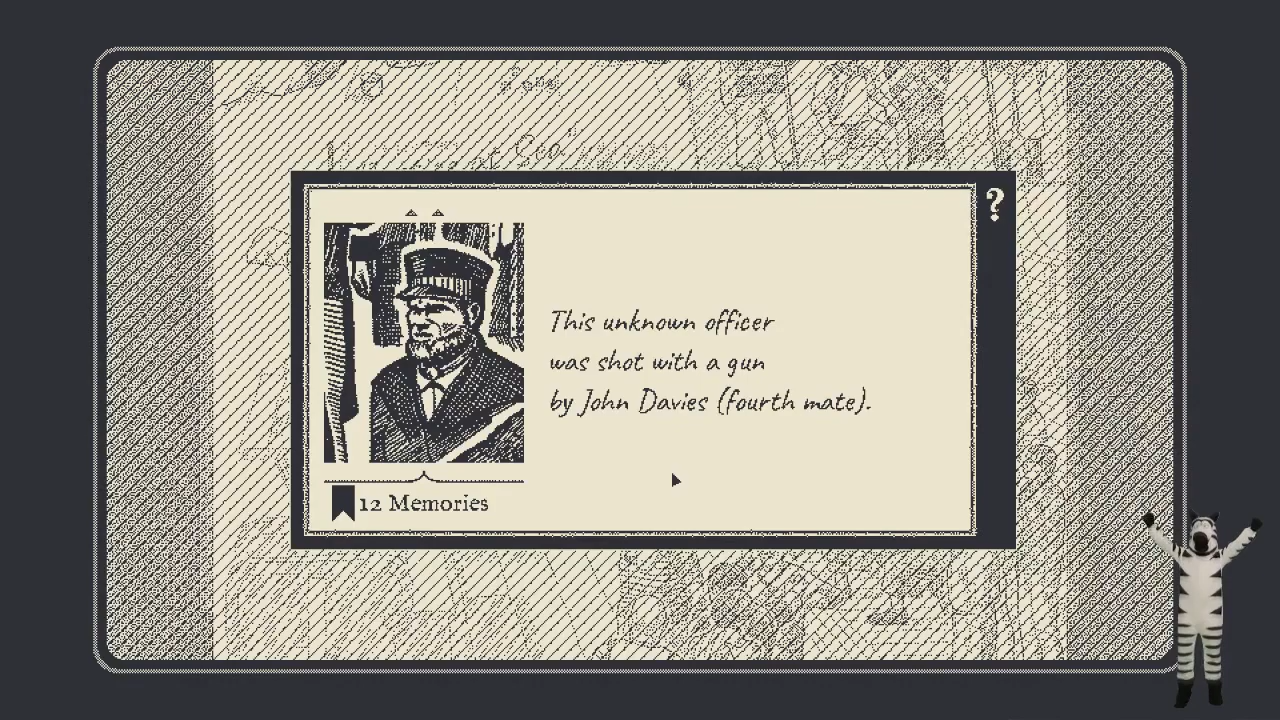 ?
This unknown officer
was shot with a gun
by John Davies (fourth mate).
12 Memories